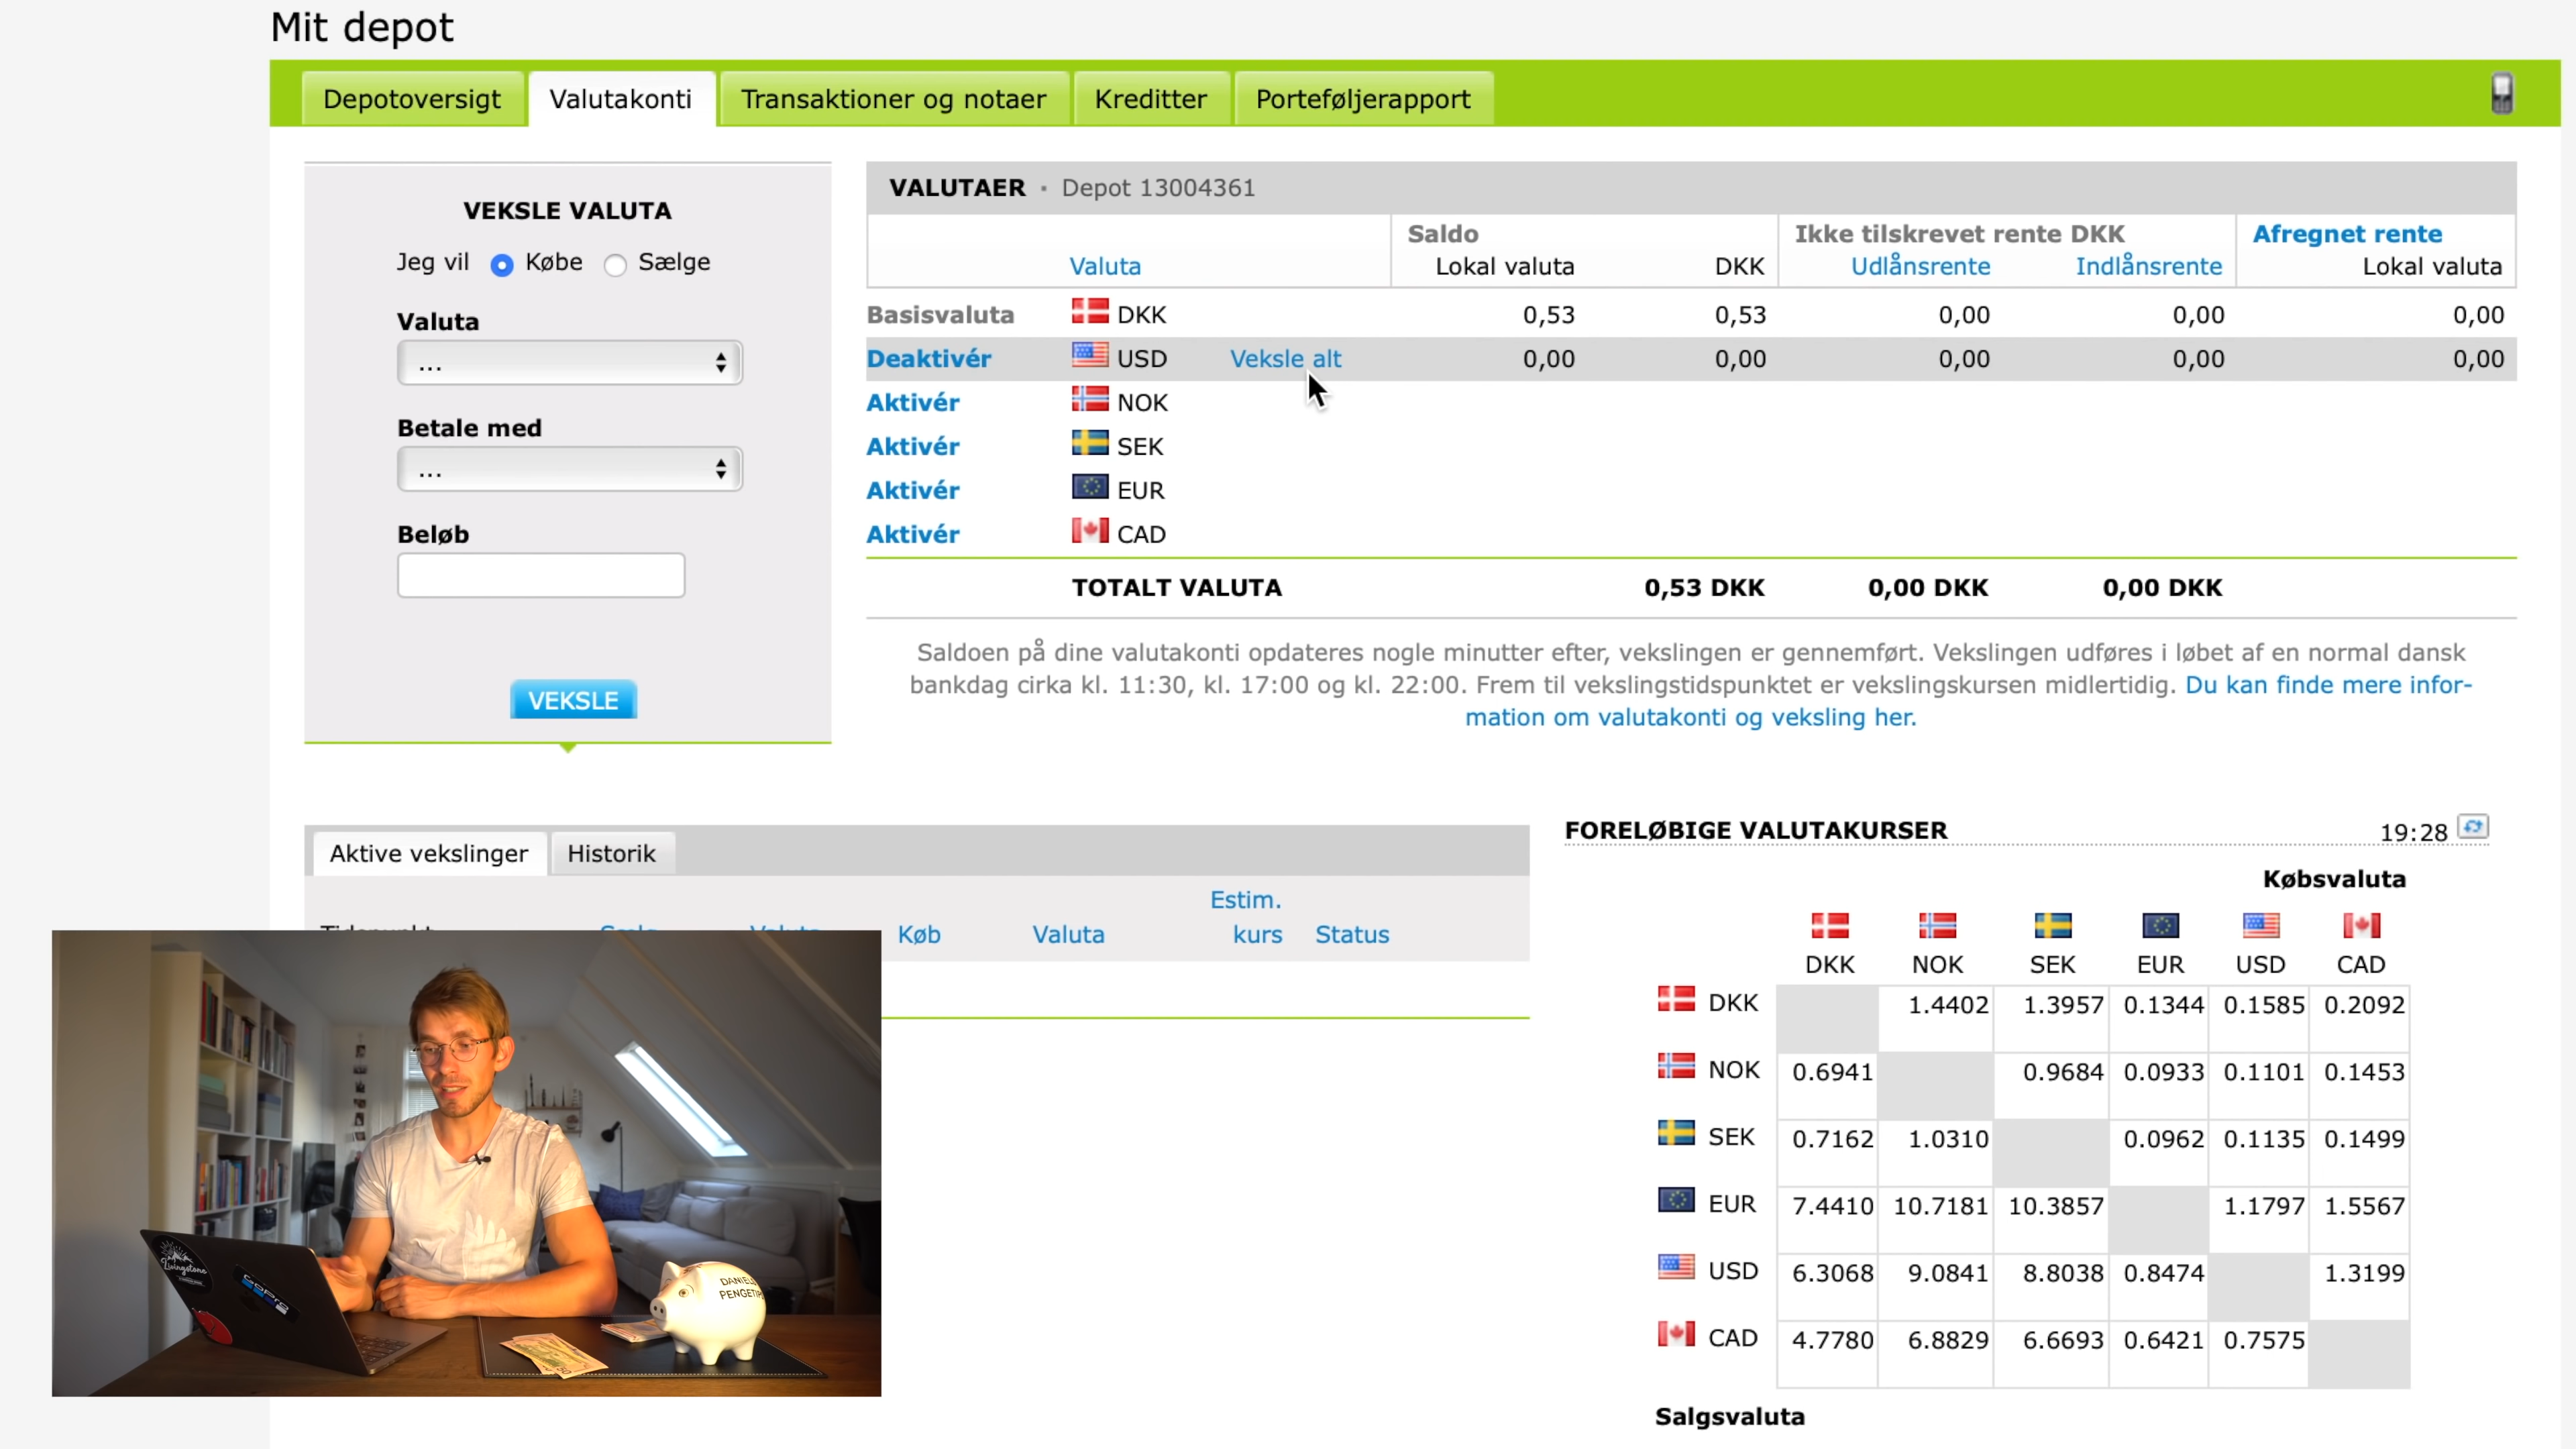 Mit depot
Depotoversigt Valutakonti Transaktioner og notaer Kreditter Porteføljerapport
VEKSLE VALUTA
Jeg vil Købe Sælge
Valuta
...
Betale med
...
Beløb
VEKSLE
VALUTAER · Depot 13004361
Saldo Ikke tilskrevet rente DKK Afregnet rente
Valuta Lokal valuta DKK Udlånsrente Indlånsrente Lokal valuta
Basisvaluta DKK 0,53 0,53 0,00 0,00 0,00
Deaktivér USD Veksle alt 0,00 0,00 0,00 0,00 0,00
Aktivér NOK
Aktivér SEK
Aktivér EUR
Aktivér CAD
TOTALT VALUTA 0,53 DKK 0,00 DKK 0,00 DKK
Saldoen på dine valutakonti opdateres nogle minutter efter, vekslingen er gennemført. Vekslingen udføres i løbet af en normal dansk
bankdag cirka kl. 11:30, kl. 17:00 og kl. 22:00. Frem til vekslingstidspunktet er vekslingskursen midlertidig. Du kan finde mere infor-
mation om valutakonti og veksling her.
Aktive vekslinger Historik
Estim.
Tidspunkt Sælg Valuta Køb Valuta kurs Status
FORELØBIGE VALUTAKURSER 19:28
Købsvaluta
DKK NOK SEK EUR USD CAD
DKK 1.4402 1.3957 0.1344 0.1585 0.2092
NOK 0.6941 0.9684 0.0933 0.1101 0.1453
SEK 0.7162 1.0310 0.0962 0.1135 0.1499
EUR 7.4410 10.7181 10.3857 1.1797 1.5567
USD 6.3068 9.0841 8.8038 0.8474 1.3199
CAD 4.7780 6.8829 6.6693 0.6421 0.7575
Salgsvaluta
Livingstone
GoPro
DANIELS